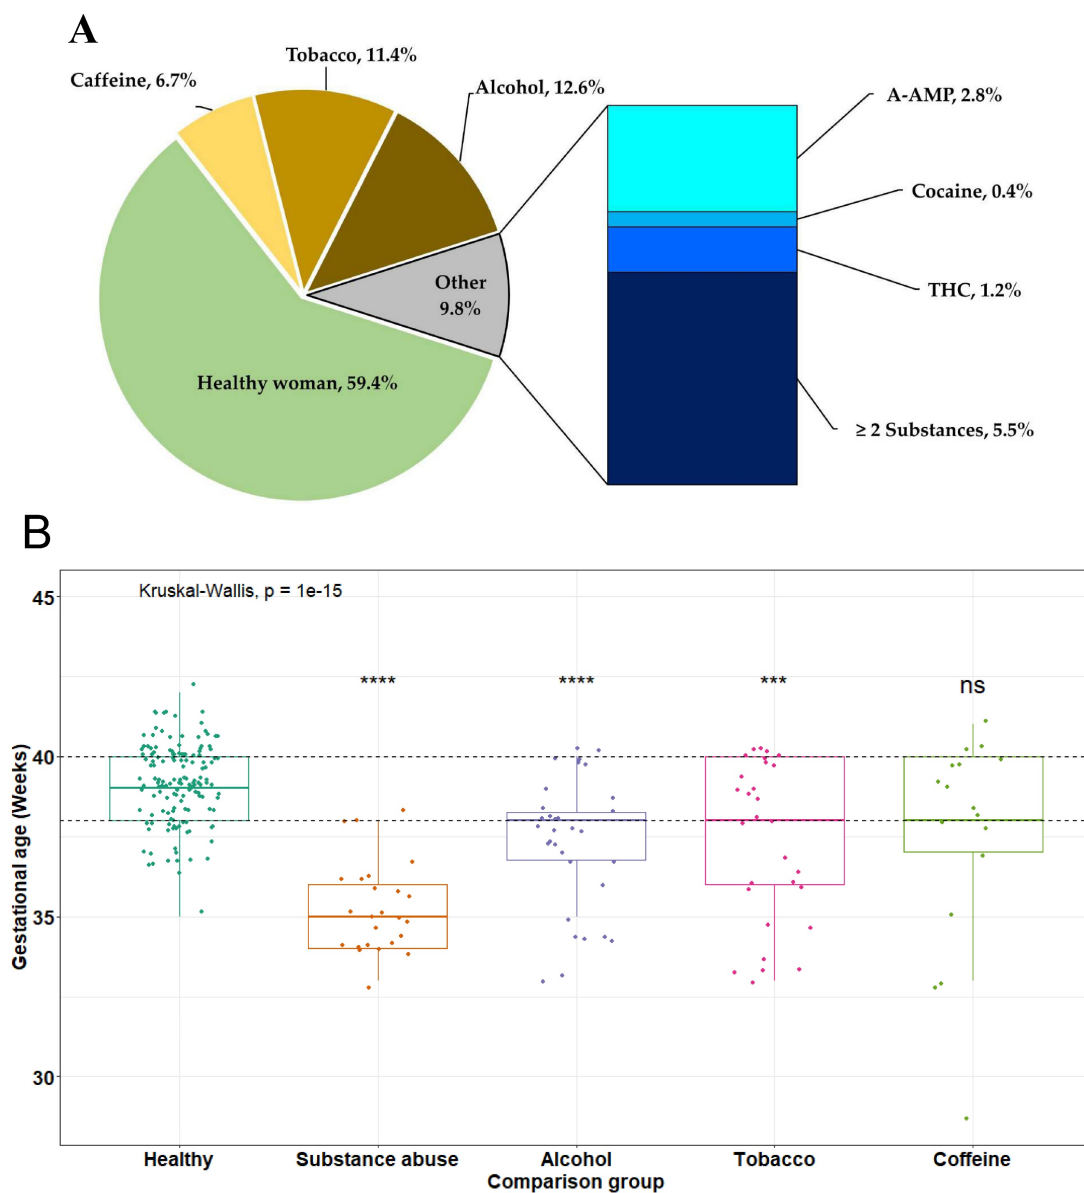 A
Tobacco, 11.4%
Caffeine, 6.7%
Alcohol, 12.6%
A-AMP, 2.8%
Cocaine, 0.4%
Other
9.8%
THC, 1.2%
Healthy woman, 59.4%
≥ 2 Substances, 5.5%
B
Kruskal-Wallis, p = 1e-15
45
40
35
30
Gestational age (Weeks)
**** **** *** ns
Healthy Substance abuse Alcohol Tobacco Coffeine
Comparison group